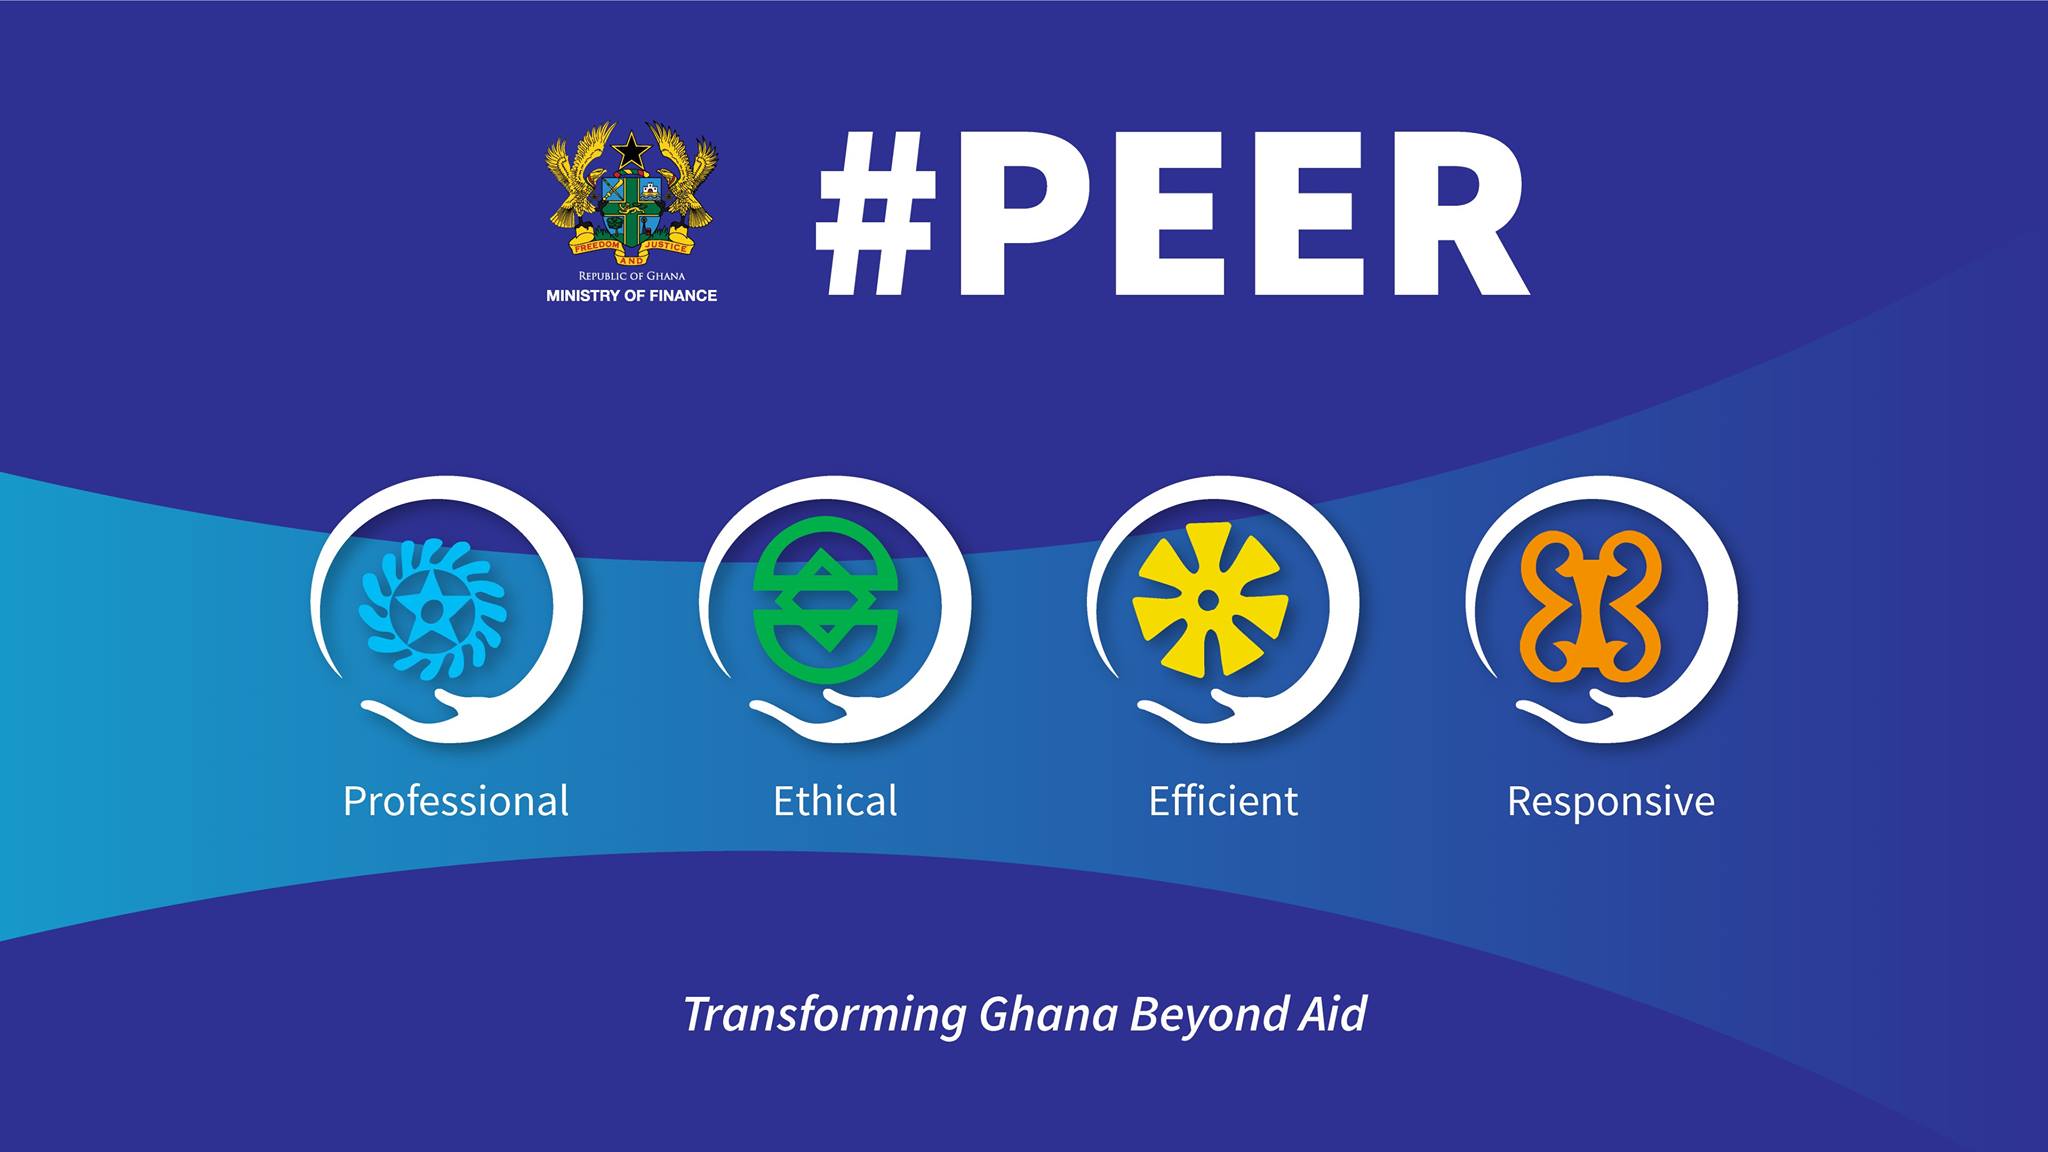 #PEER
FREEDOM AND JUSTICE
REPUBLIC OF GHANA
MINISTRY OF FINANCE
Professional
Ethical
Efficient
Responsive
Transforming Ghana Beyond Aid